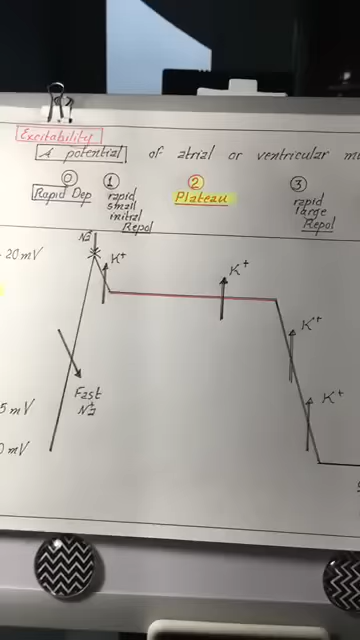 Excitability
A potential of atrial or ventricular
0 1 2 3
Rapid Dep
rapid
small
initial
Repol
Plateau
rapid
large
Repol
Na+
20 mV
K+
K+
K+
Fast
Na+
K+
5 mV
0 mV